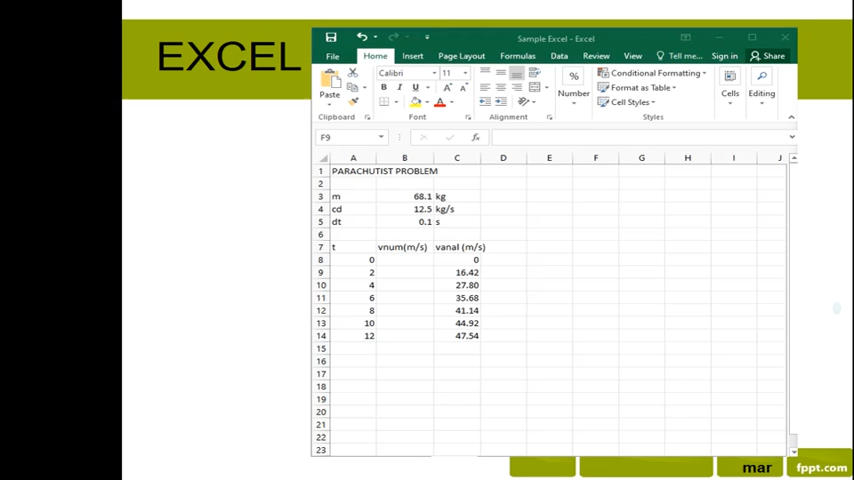 EXCEL
Sample Excel - Excel
File Home Insert Page Layout Formulas Data Review View Tell me... Sign in Share
Paste
Calibri 11
B I U
A A
A
%
Number
Conditional Formatting
Format as Table
Cell Styles
Cells
Editing
Clipboard Font Alignment Styles
F9
fx
A B C D E F G H I J
1 PARACHUTIST PROBLEM
2
3 m 68.1 kg
4 cd 12.5 kg/s
5 dt 0.1 s
6
7 t vnum(m/s) vanal (m/s)
8 0 0
9 2 16.42
10 4 27.80
11 6 35.68
12 8 41.14
13 10 44.92
14 12 47.54
15
16
17
18
19
20
21
22
23
mar
fppt.com